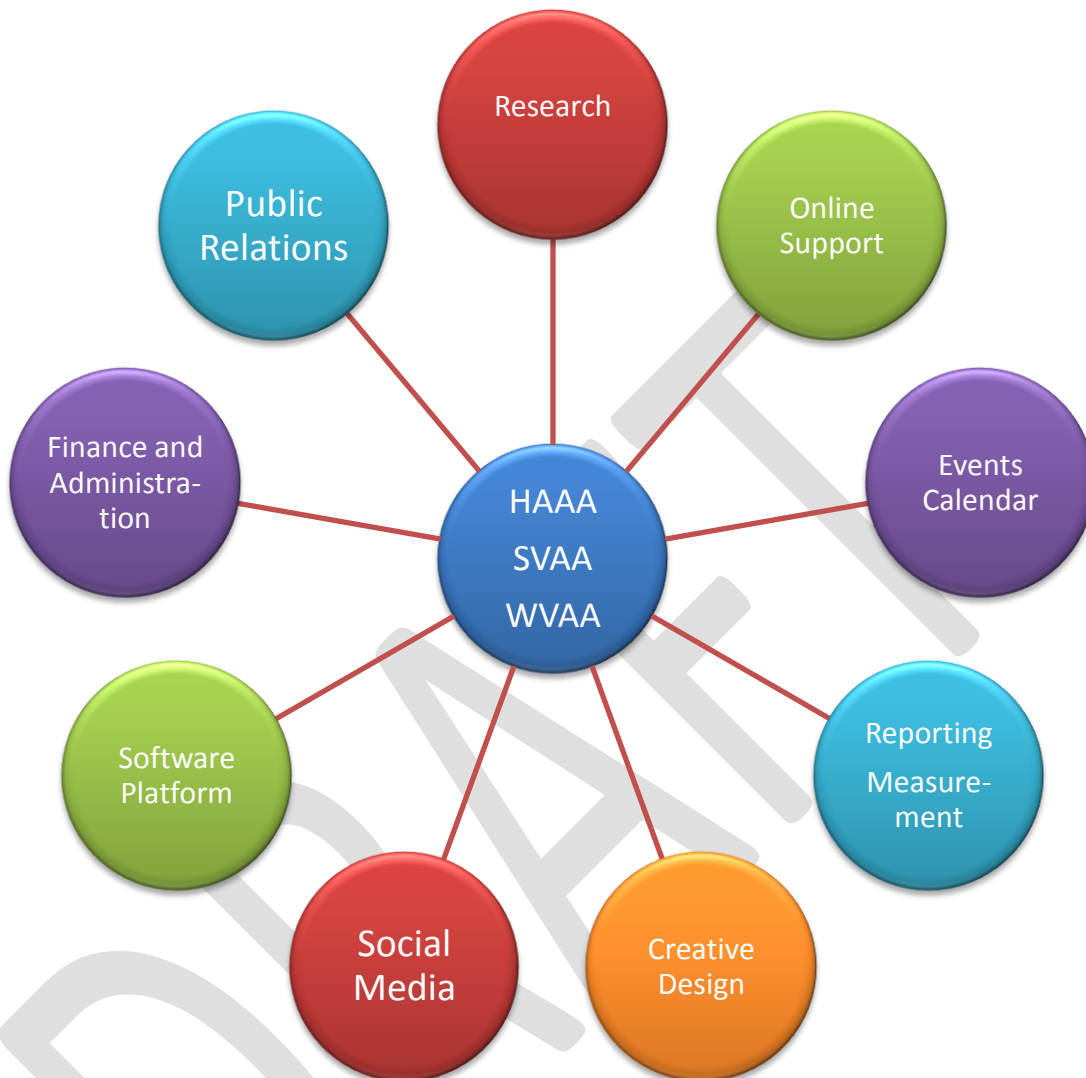 Research
Online
Support
Events
Calendar
Reporting
Measure-
ment
Creative
Design
Social
Media
Software
Platform
Finance and
Administra-
tion
Public
Relations
HAAA
SVAA
WVAA
DRAFT